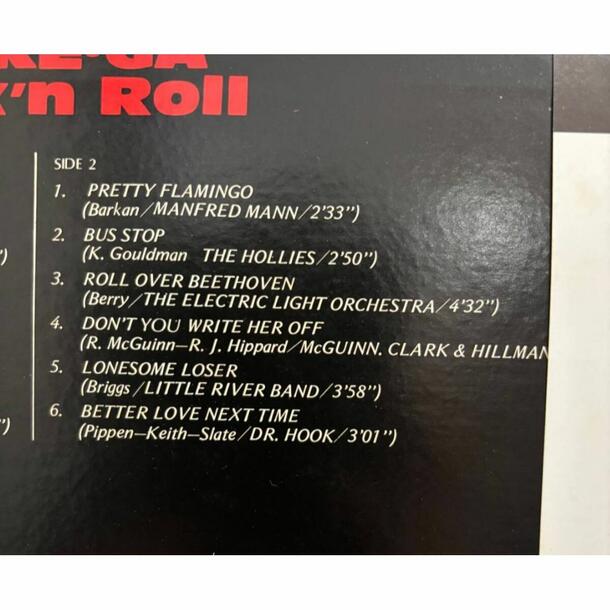 KE·GA
'n Roll
SIDE 2
1. PRETTY FLAMINGO
(Barkan/MANFRED MANN/2'33")
2. BUS STOP
(K. Gouldman THE HOLLIES/2'50")
3. ROLL OVER BEETHOVEN
(Berry/THE ELECTRIC LIGHT ORCHESTRA/4'32")
4. DON'T YOU WRITE HER OFF
(R. McGuinn—R. J. Hippard/McGUINN. CLARK & HILLMAN
5. LONESOME LOSER
(Briggs/LITTLE RIVER BAND/3'58")
6. BETTER LOVE NEXT TIME
(Pippen—Keith—Slate/DR. HOOK/3'01")